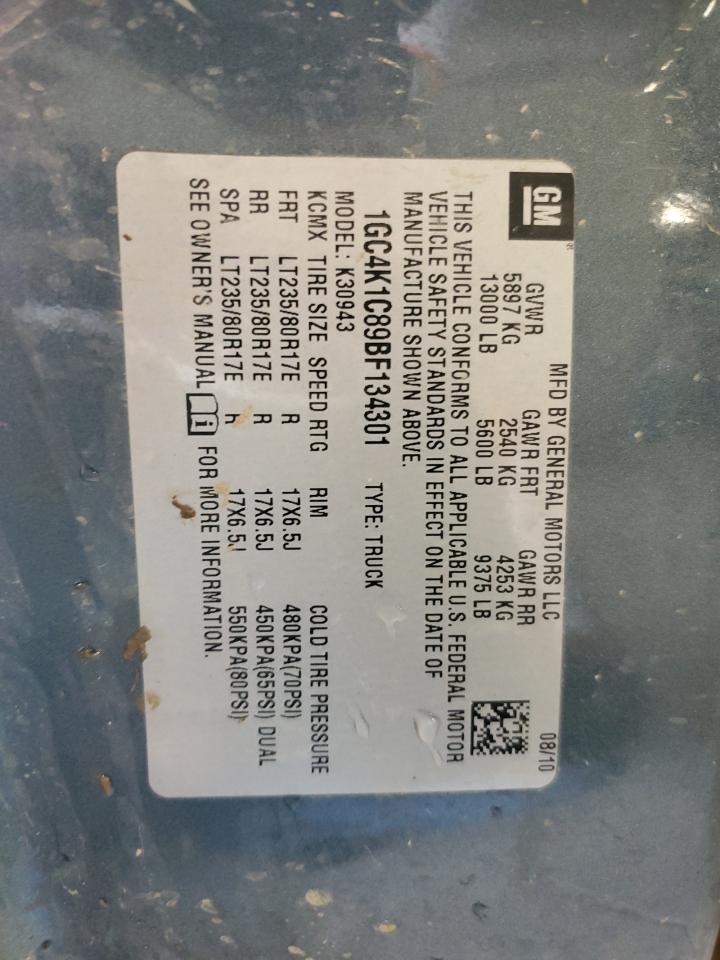 GM
MFD BY GENERAL MOTORS LLC 08/10
GVWR GAWR FRT GAWR RR
5897 KG 2540 KG 4253 KG
13000 LB 5600 LB 9375 LB
THIS VEHICLE CONFORMS TO ALL APPLICABLE U.S. FEDERAL MOTOR
VEHICLE SAFETY STANDARDS IN EFFECT ON THE DATE OF
MANUFACTURE SHOWN ABOVE.
1GC4K1C89BF134301 TYPE: TRUCK
MODEL: K30943
KCMX TIRE SIZE SPEED RTG RIM COLD TIRE PRESSURE
FRT LT235/80R17E R 17X6.5J 480KPA(70PSI)
RR LT235/80R17E R 17X6.5J 450KPA(65PSI) DUAL
SPA LT235/80R17E R 17X6.5J 550KPA(80PSI)
SEE OWNER'S MANUAL i FOR MORE INFORMATION.